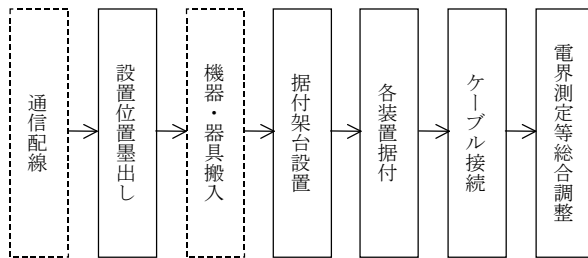 通信配線
設置位置墨出し
機器・器具搬入
据付架台設置
各装置据付
ケーブル接続
電界測定等総合調整